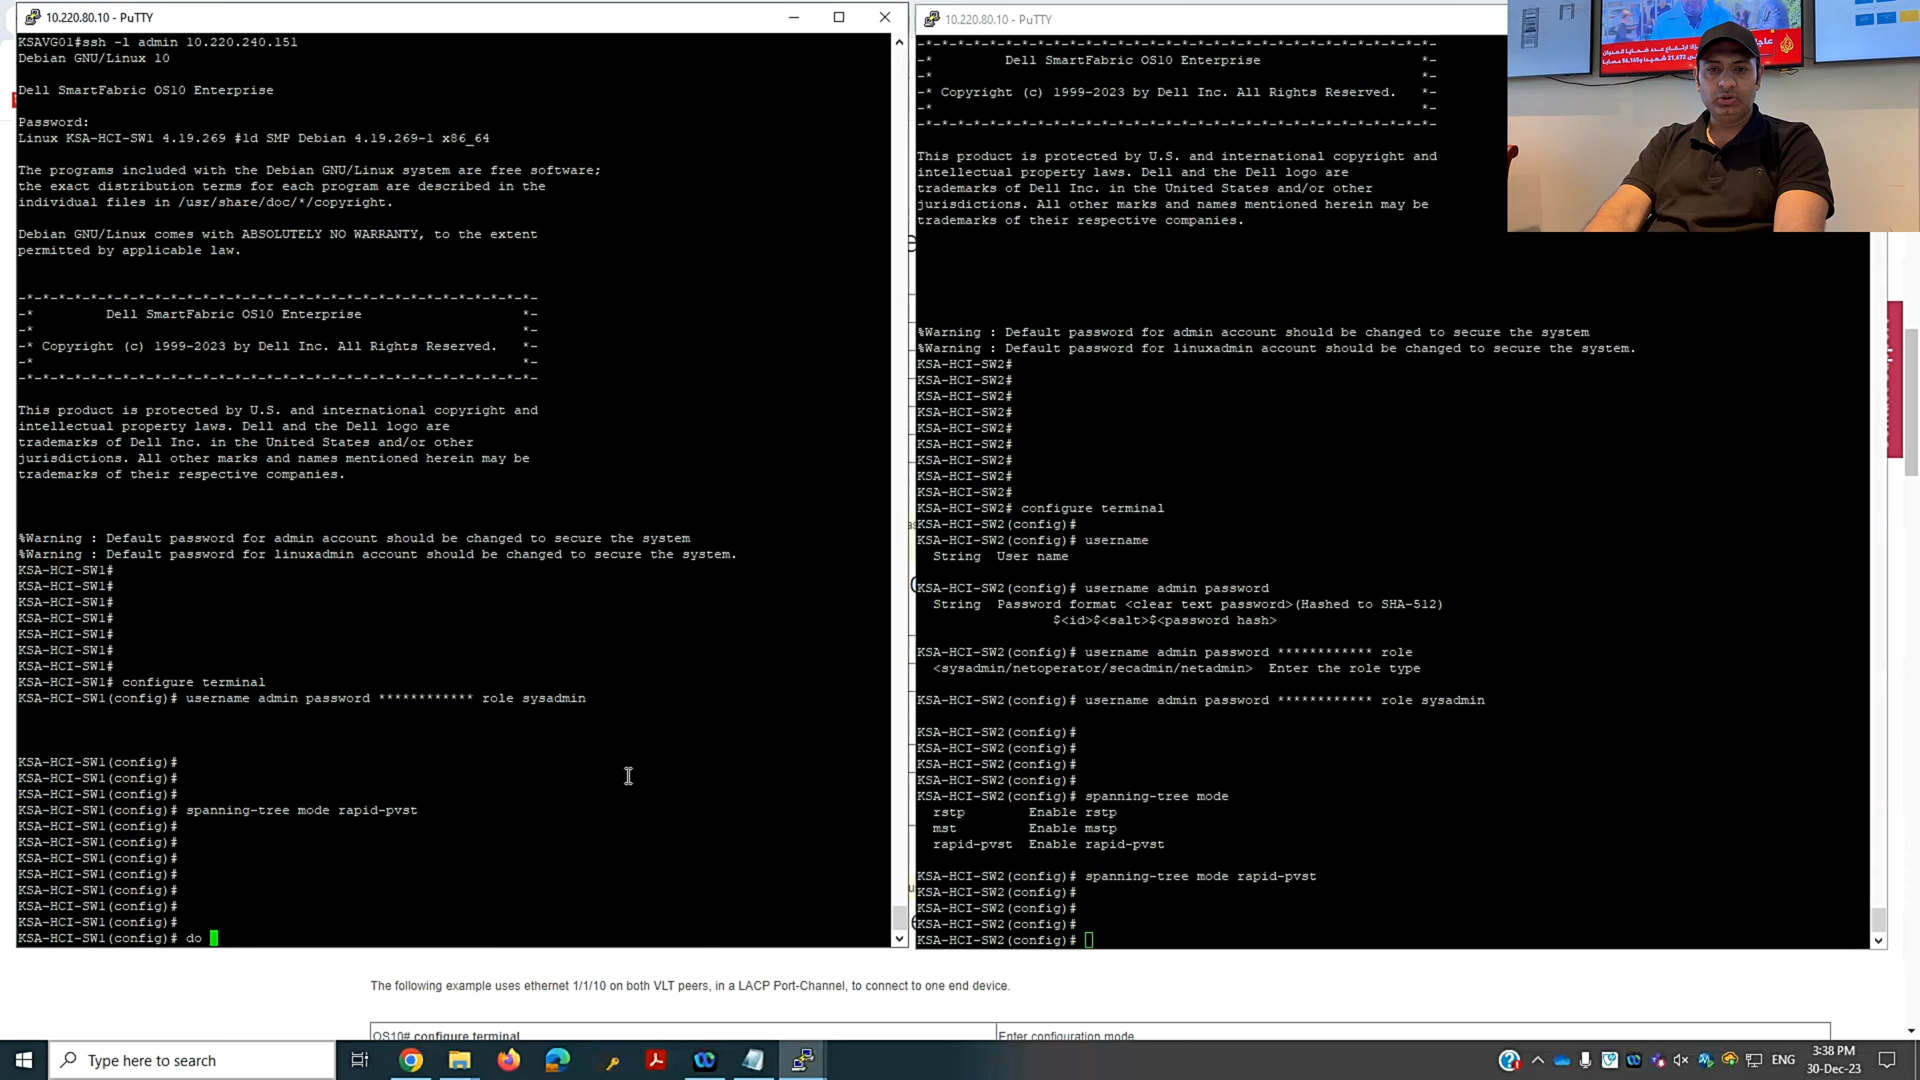 10.220.80.10 - PuTTY
KSAVG01#ssh -l admin 10.220.240.151
Debian GNU/Linux 10
Dell SmartFabric OS10 Enterprise
Password:
Linux KSA-HCI-SW1 4.19.269 #1d SMP Debian 4.19.269-1 x86_64
The programs included with the Debian GNU/Linux system are free software;
the exact distribution terms for each program are described in the
individual files in /usr/share/doc/*/copyright.
Debian GNU/Linux comes with ABSOLUTELY NO WARRANTY, to the extent
permitted by applicable law.
-*-*-*-*-*-*-*-*-*-*-*-*-*-*-*-*-*-*-*-*-*-*-*-*-*-*-*-*-*-*-*-*-
-* Dell SmartFabric OS10 Enterprise *-
-* *-
-* Copyright (c) 1999-2023 by Dell Inc. All Rights Reserved. *-
-* *-
-*-*-*-*-*-*-*-*-*-*-*-*-*-*-*-*-*-*-*-*-*-*-*-*-*-*-*-*-*-*-*-*-
This product is protected by U.S. and international copyright and
intellectual property laws. Dell and the Dell logo are
trademarks of Dell Inc. in the United States and/or other
jurisdictions. All other marks and names mentioned herein may be
trademarks of their respective companies.
%Warning : Default password for admin account should be changed to secure the system
%Warning : Default password for linuxadmin account should be changed to secure the system.
KSA-HCI-SW1#
KSA-HCI-SW1#
KSA-HCI-SW1#
KSA-HCI-SW1#
KSA-HCI-SW1#
KSA-HCI-SW1#
KSA-HCI-SW1#
KSA-HCI-SW1# configure terminal
KSA-HCI-SW1(config)# username admin password ************ role sysadmin
KSA-HCI-SW1(config)#
KSA-HCI-SW1(config)#
KSA-HCI-SW1(config)#
KSA-HCI-SW1(config)# spanning-tree mode rapid-pvst
KSA-HCI-SW1(config)#
KSA-HCI-SW1(config)#
KSA-HCI-SW1(config)#
KSA-HCI-SW1(config)#
KSA-HCI-SW1(config)#
KSA-HCI-SW1(config)#
KSA-HCI-SW1(config)#
KSA-HCI-SW1(config)# do
10.220.80.10 - PuTTY
-*-*-*-*-*-*-*-*-*-*-*-*-*-*-*-*-*-*-*-*-*-*-*-*-*-*-*-*-*-*-*-*-
-* Dell SmartFabric OS10 Enterprise *-
-* *-
-* Copyright (c) 1999-2023 by Dell Inc. All Rights Reserved. *-
-* *-
-*-*-*-*-*-*-*-*-*-*-*-*-*-*-*-*-*-*-*-*-*-*-*-*-*-*-*-*-*-*-*-*-
This product is protected by U.S. and international copyright and
intellectual property laws. Dell and the Dell logo are
trademarks of Dell Inc. in the United States and/or other
jurisdictions. All other marks and names mentioned herein may be
trademarks of their respective companies.
%Warning : Default password for admin account should be changed to secure the system
%Warning : Default password for linuxadmin account should be changed to secure the system.
KSA-HCI-SW2#
KSA-HCI-SW2#
KSA-HCI-SW2#
KSA-HCI-SW2#
KSA-HCI-SW2#
KSA-HCI-SW2#
KSA-HCI-SW2#
KSA-HCI-SW2#
KSA-HCI-SW2#
KSA-HCI-SW2# configure terminal
KSA-HCI-SW2(config)#
KSA-HCI-SW2(config)# username
String User name
KSA-HCI-SW2(config)# username admin password
String Password format <clear text password>(Hashed to SHA-512)
$<id>$<salt>$<password hash>
KSA-HCI-SW2(config)# username admin password ************ role
<sysadmin/netoperator/secadmin/netadmin> Enter the role type
KSA-HCI-SW2(config)# username admin password ************ role sysadmin
KSA-HCI-SW2(config)#
KSA-HCI-SW2(config)#
KSA-HCI-SW2(config)#
KSA-HCI-SW2(config)#
KSA-HCI-SW2(config)# spanning-tree mode
rstp Enable rstp
mst Enable mstp
rapid-pvst Enable rapid-pvst
KSA-HCI-SW2(config)# spanning-tree mode rapid-pvst
KSA-HCI-SW2(config)#
KSA-HCI-SW2(config)#
KSA-HCI-SW2(config)#
KSA-HCI-SW2(config)#
The following example uses ethernet 1/1/10 on both VLT peers, in a LACP Port-Channel, to connect to one end device.
OS10# configure terminal
Enter configuration mode
Type here to search
ENG
3:38 PM
30-Dec-23